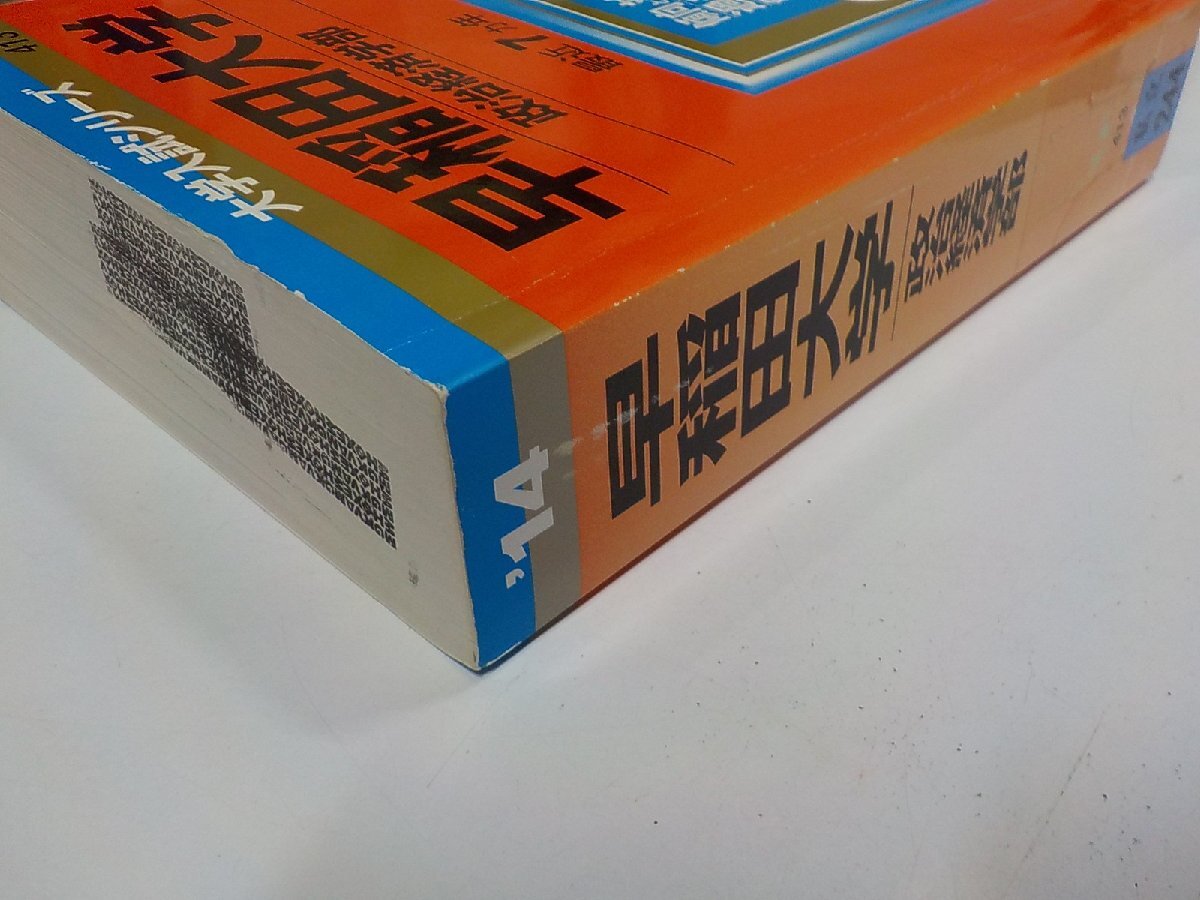 早稲田大学
政治経済学部
最近7カ年
大学入試シリーズ
413
'14
早稲田大学
政治経済学部